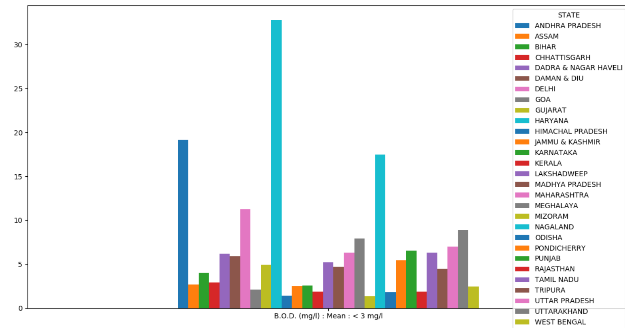 STATE
ANDHRA PRADESH
ASSAM
BIHAR
CHHATTISGARH
DADRA & NAGAR HAVELI
DAMAN & DIU
DELHI
GOA
GUJARAT
HARYANA
HIMACHAL PRADESH
JAMMU & KASHMIR
KARNATAKA
KERALA
LAKSHADWEEP
MADHYA PRADESH
MAHARASHTRA
MEGHALAYA
MIZORAM
NAGALAND
ODISHA
PONDICHERRY
PUNJAB
RAJASTHAN
TAMIL NADU
TRIPURA
UTTAR PRADESH
UTTARAKHAND
WEST BENGAL
30
25
20
15
10
5
0
B.O.D. (mg/l) : Mean : < 3 mg/l